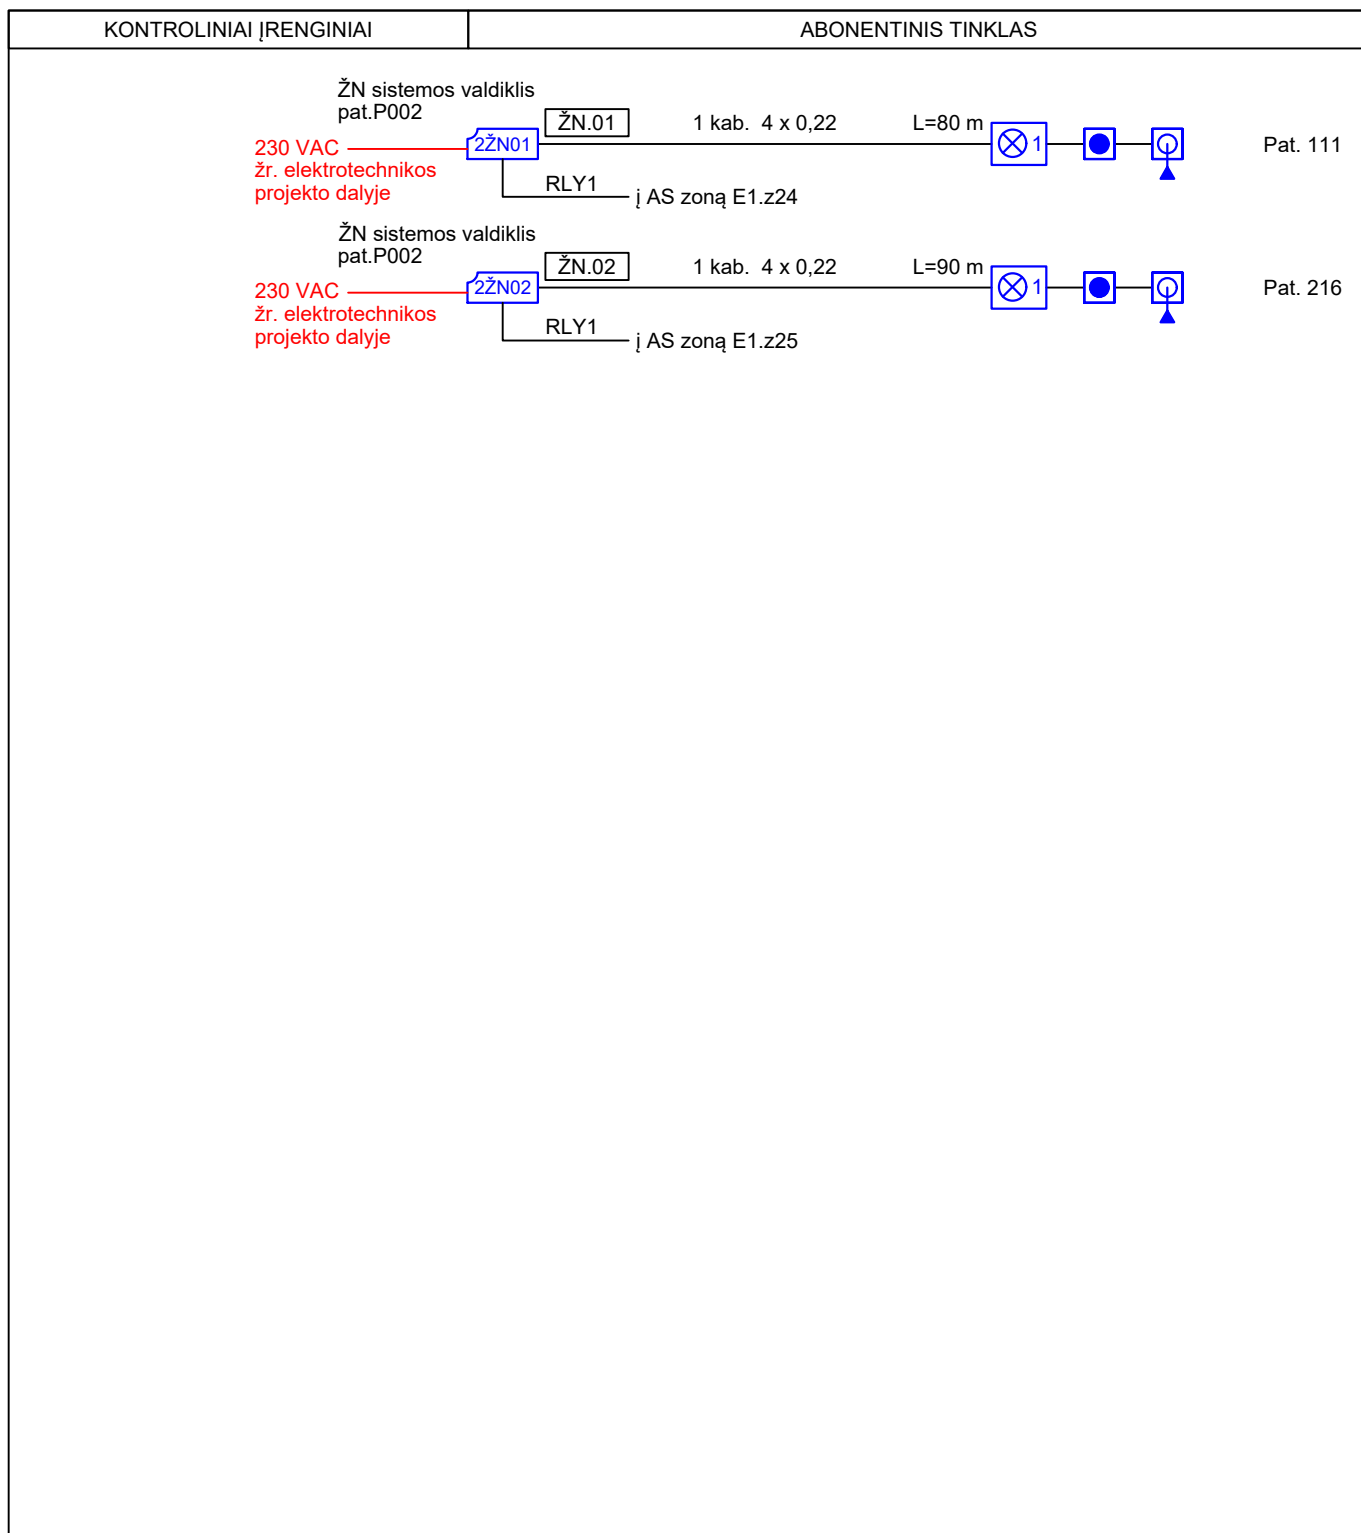 KONTROLINIAI ĮRENGINIAI
ABONENTINIS TINKLAS
ŽN sistemos valdiklis
pat.P002
230 VAC
žr. elektrotechnikos
projekto dalyje
2ŽN01
ŽN.01
1 kab. 4 x 0,22
L=80 m
1
Pat. 111
RLY1
į AS zoną E1.z24
ŽN sistemos valdiklis
pat.P002
230 VAC
žr. elektrotechnikos
projekto dalyje
2ŽN02
ŽN.02
1 kab. 4 x 0,22
L=90 m
1
Pat. 216
RLY1
į AS zoną E1.z25